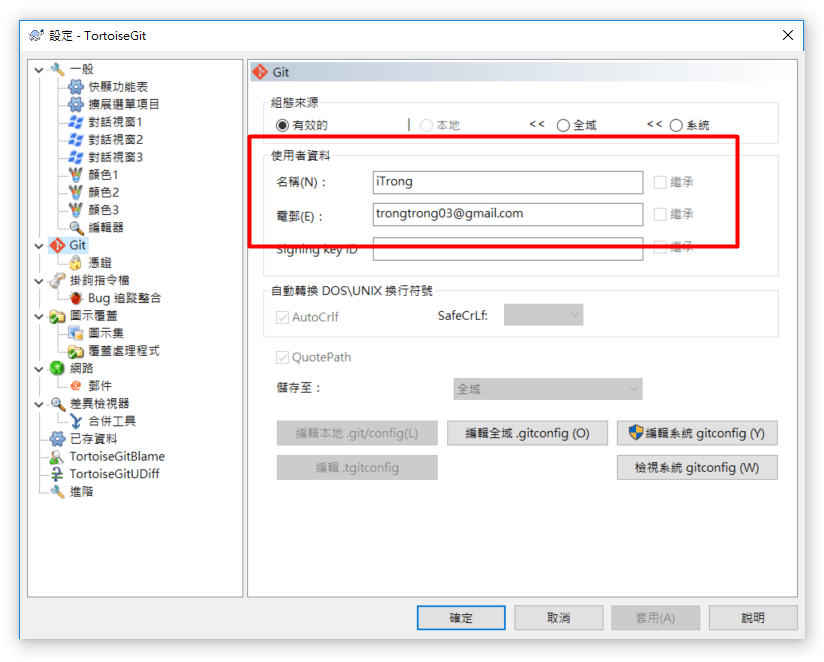 設定 - TortoiseGit
一般
快顯功能表
擴展選單項目
對話視窗1
對話視窗2
對話視窗3
顏色1
顏色2
顏色3
編輯器
Git
憑證
掛鉤指令檔
Bug 追蹤整合
圖示覆蓋
圖示集
覆蓋處理程式
網路
郵件
差異檢視器
合併工具
已存資料
TortoiseGitBlame
TortoiseGitUDiff
進階
Git
組態來源
有效的 | 本地 << 全域 << 系統
使用者資料
名稱(N)： iTrong 繼承
電郵(E)： trongtrong03@gmail.com 繼承
Signing key ID 繼承
自動轉換 DOS\UNIX 換行符號
AutoCrlf SafeCrLf:
QuotePath
儲存至： 全域
編輯本地 .git/config(L) 編輯全域 .gitconfig (O) 編輯系統 gitconfig (Y)
編輯 .tgitconfig 檢視系統 gitconfig (W)
確定 取消 套用(A) 說明